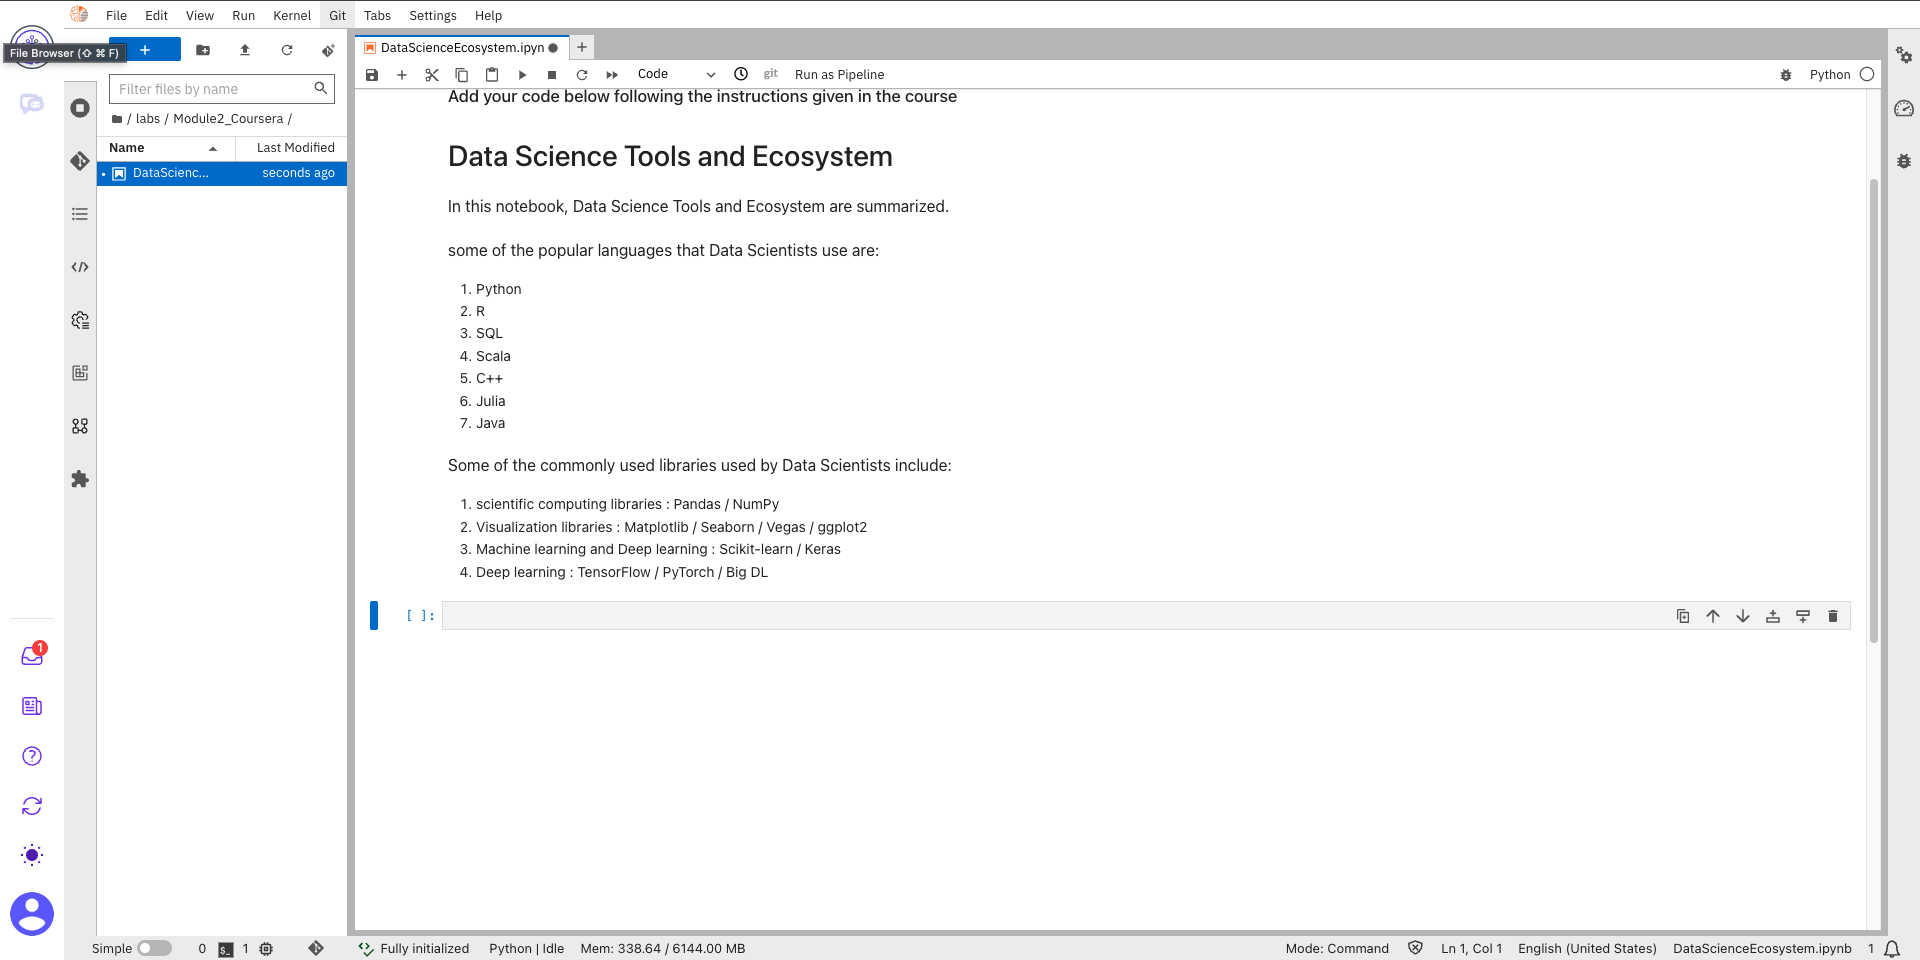 File Edit View Run Kernel Git Tabs Settings Help
File Browser (⇧ ⌘ F)
+
DataScienceEcosystem.ipyn
+
Filter files by name
Code
git
Run as Pipeline
Python
/ labs / Module2_Coursera /
Name
Last Modified
DataScienc...
seconds ago
Add your code below following the instructions given in the course
Data Science Tools and Ecosystem
In this notebook, Data Science Tools and Ecosystem are summarized.
some of the popular languages that Data Scientists use are:
1. Python
2. R
3. SQL
4. Scala
5. C++
6. Julia
7. Java
Some of the commonly used libraries used by Data Scientists include:
1. scientific computing libraries : Pandas / NumPy
2. Visualization libraries : Matplotlib / Seaborn / Vegas / ggplot2
3. Machine learning and Deep learning : Scikit-learn / Keras
4. Deep learning : TensorFlow / PyTorch / Big DL
[ ]:
1
Simple 0 $_ 1 Fully initialized Python | Idle Mem: 338.64 / 6144.00 MB Mode: Command Ln 1, Col 1 English (United States) DataScienceEcosystem.ipynb 1